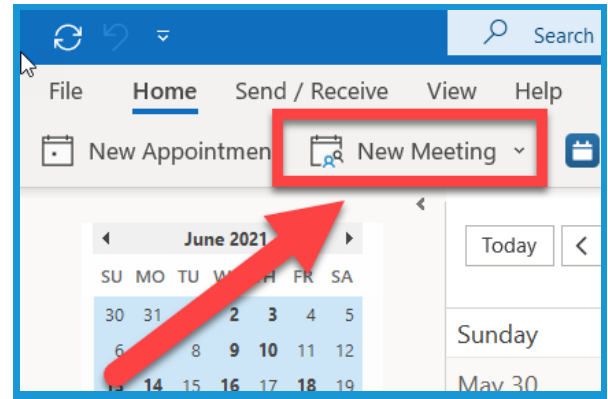 Search
File Home Send / Receive View Help
New Appointmen New Meeting
June 2021
Today
SU MO TU FR SA
30 31 2 3 4 5
Sunday
6 8 9 10 11 12
13 14 15 16 17 18 19
May 30